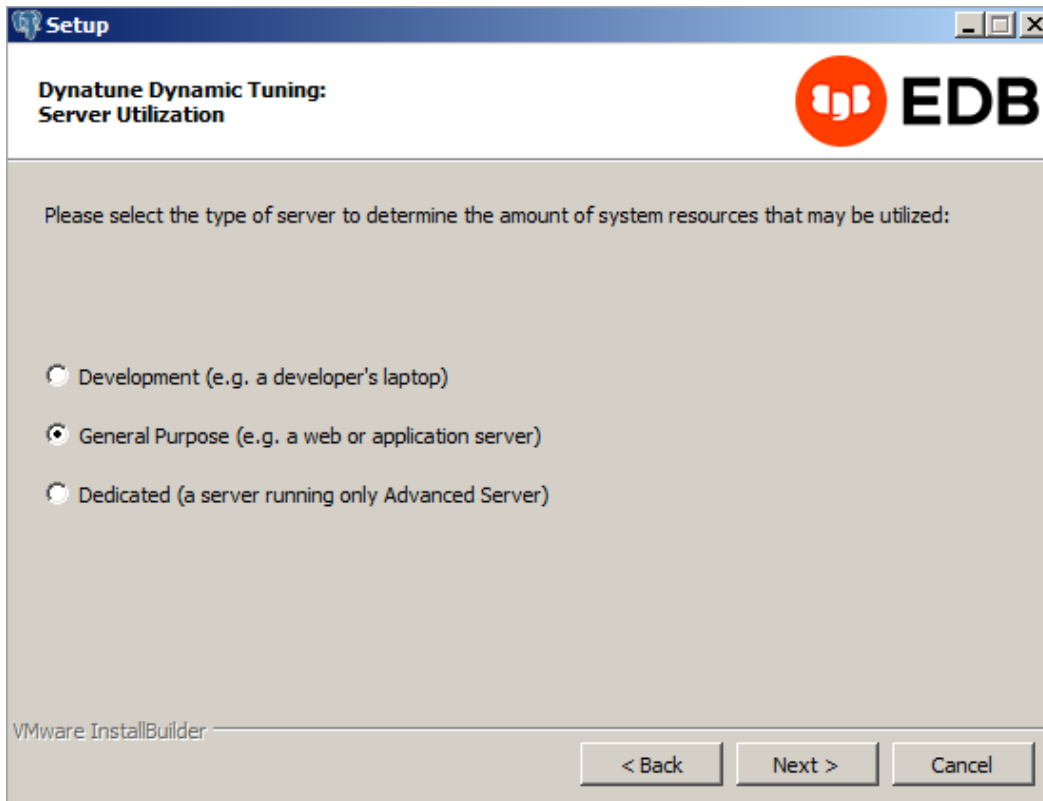 Setup
Dynatune Dynamic Tuning:
Server Utilization
EDB
Please select the type of server to determine the amount of system resources that may be utilized:
Development (e.g. a developer's laptop)
General Purpose (e.g. a web or application server)
Dedicated (a server running only Advanced Server)
VMware InstallBuilder
< Back
Next >
Cancel